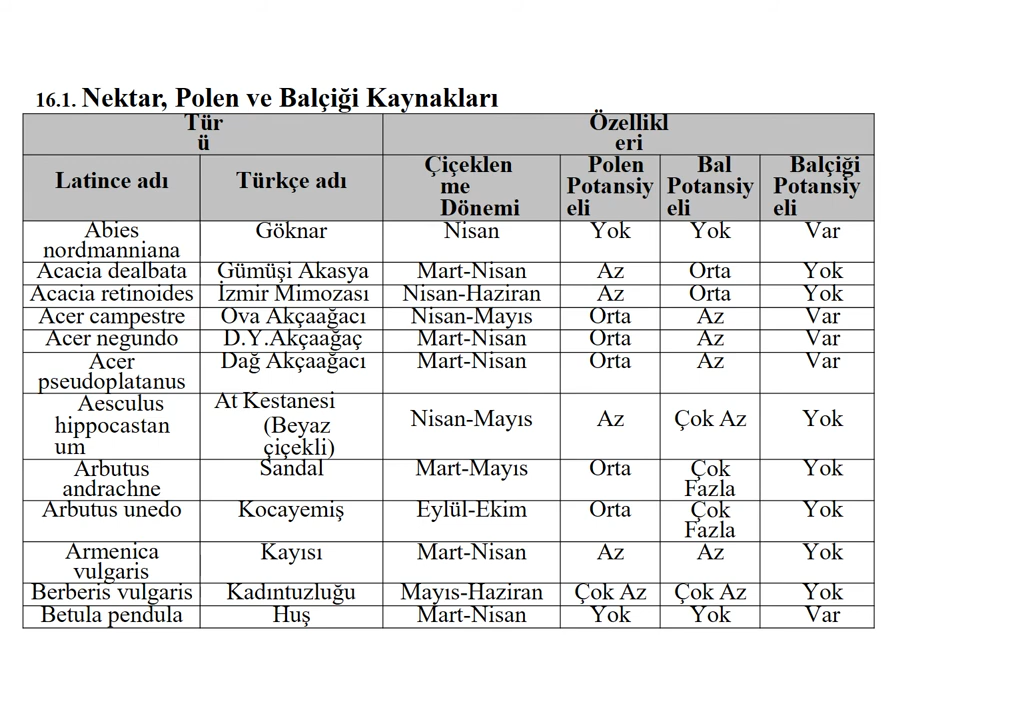 16.1. Nektar, Polen ve Balçiği Kaynakları
Tür
ü
Özellikl
eri
Latince adı
Türkçe adı
Çiçeklen
me
Dönemi
Polen
Potansiy
eli
Bal
Potansiy
eli
Balçiği
Potansiy
eli
Abies
nordmanniana
Göknar
Nisan
Yok
Yok
Var
Acacia dealbata
Gümüşi Akasya
Mart-Nisan
Az
Orta
Yok
Acacia retinoides
İzmir Mimozası
Nisan-Haziran
Az
Orta
Yok
Acer campestre
Ova Akçaağacı
Nisan-Mayıs
Orta
Az
Var
Acer negundo
D.Y.Akçaağaç
Mart-Nisan
Orta
Az
Var
Acer
pseudoplatanus
Dağ Akçaağacı
Mart-Nisan
Orta
Az
Var
Aesculus
hippocastan
um
At Kestanesi
(Beyaz
çiçekli)
Nisan-Mayıs
Az
Çok Az
Yok
Arbutus
andrachne
Sandal
Mart-Mayıs
Orta
Çok
Fazla
Yok
Arbutus unedo
Kocayemiş
Eylül-Ekim
Orta
Çok
Fazla
Yok
Armenica
vulgaris
Kayısı
Mart-Nisan
Az
Az
Yok
Berberis vulgaris
Kadıntuzluğu
Mayıs-Haziran
Çok Az
Çok Az
Yok
Betula pendula
Huş
Mart-Nisan
Yok
Yok
Var